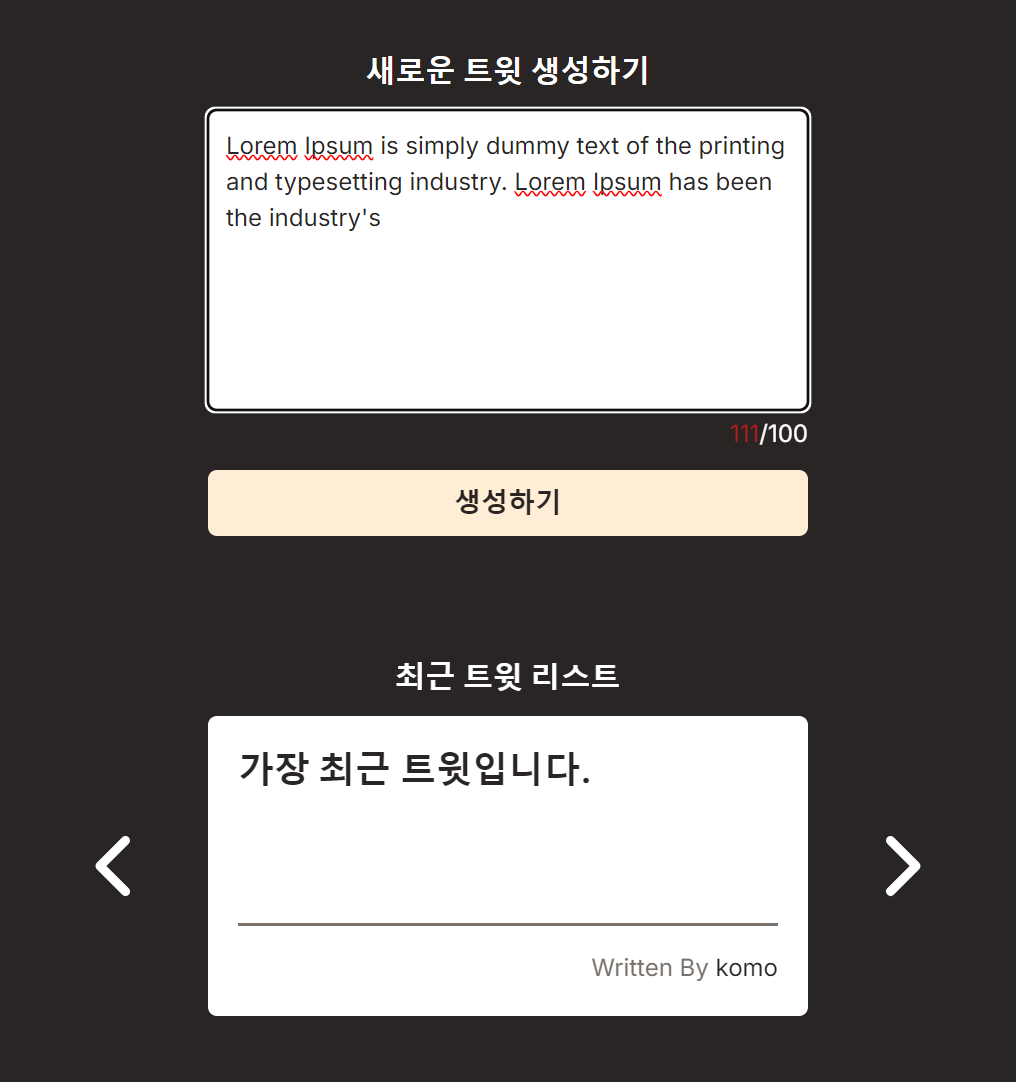 새로운 트윗 생성하기
Lorem Ipsum is simply dummy text of the printing
and typesetting industry. Lorem Ipsum has been
the industry's
111/100
생성하기
최근 트윗 리스트
가장 최근 트윗입니다.
Written By komo